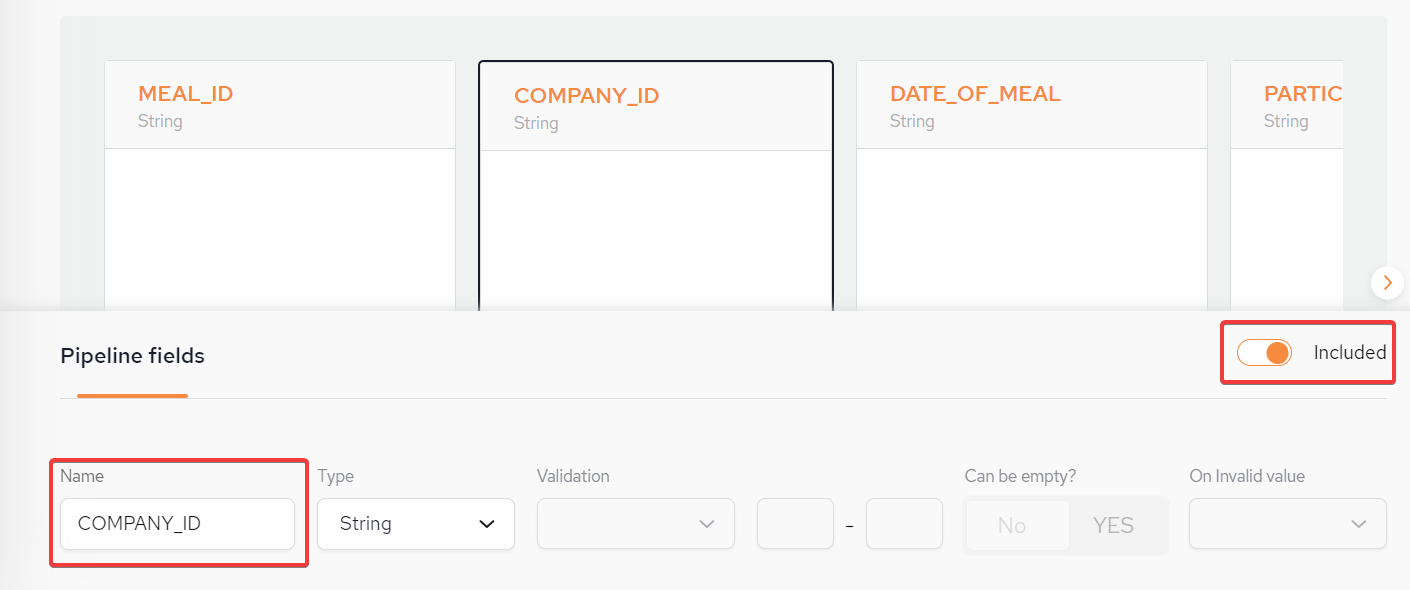 MEAL_ID
String
COMPANY_ID
String
DATE_OF_MEAL
String
PARTIC
String
Pipeline fields
Included
Name
COMPANY_ID
Type
String
Validation
-
Can be empty?
No
YES
On Invalid value